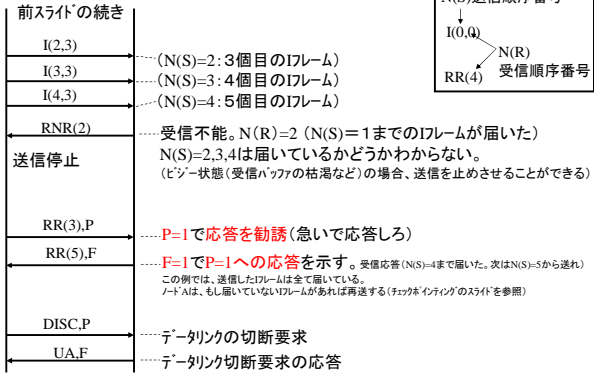 前スライドの続き
N(S)送信順序番号
I(0,0)
N(R)
受信順序番号
RR(4)
I(2,3)
(N(S)=2:3個目のIフレーム)
I(3,3)
(N(S)=3:4個目のIフレーム)
I(4,3)
(N(S)=4:5個目のIフレーム)
RNR(2)
受信不能。N(R)=2 (N(S)=1までのIフレームが届いた)
送信停止
N(S)=2,3,4は届いているかどうかわからない。
(ビジー状態(受信バッファの枯渇など)の場合、送信を止めさせることができる)
RR(3),P
P=1で応答を勧誘(急いで応答しろ)
RR(5),F
F=1でP=1への応答を示す。受信応答(N(S)=4まで届いた。次はN(S)=5から送れ)
この例では、送信したIフレームは全て届いている。
ノードAは、もし届いていないIフレームがあれば再送する(チェックポインティングのスライドを参照)
DISC,P
データリンクの切断要求
UA,F
データリンク切断要求の応答